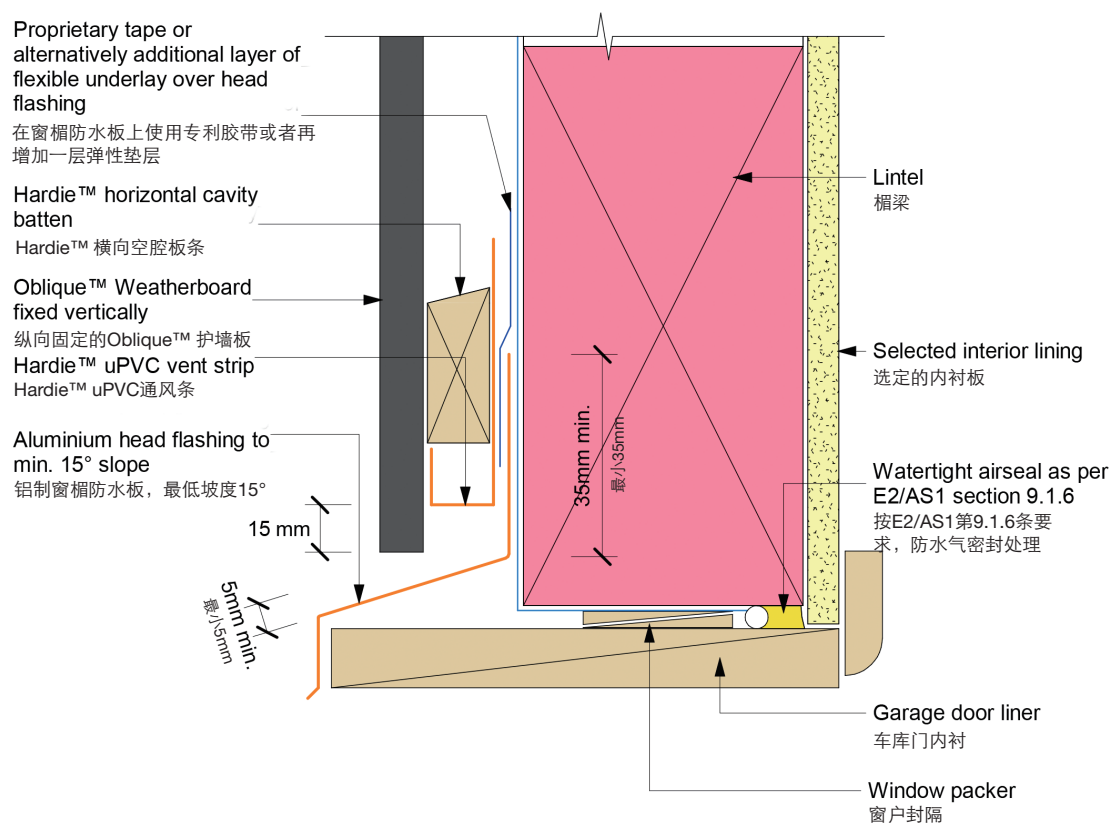 Proprietary tape or
alternatively additional layer of
flexible underlay over head
flashing
在窗楣防水板上使用专利胶带或者再
增加一层弹性垫层
Hardie™ horizontal cavity
batten
Hardie™ 横向空腔板条
Oblique™ Weatherboard
fixed vertically
纵向固定的Oblique™ 护墙板
Hardie™ uPVC vent strip
Hardie™ uPVC通风条
Aluminium head flashing to
min. 15° slope
铝制窗楣防水板，最低坡度15°
15 mm
5mm min.
最小5mm
35mm min.
最小35mm
Lintel
楣梁
Selected interior lining
选定的内衬板
Watertight airseal as per
E2/AS1 section 9.1.6
按E2/AS1第9.1.6条要
求，防水气密封处理
Garage door liner
车库门内衬
Window packer
窗户封隔